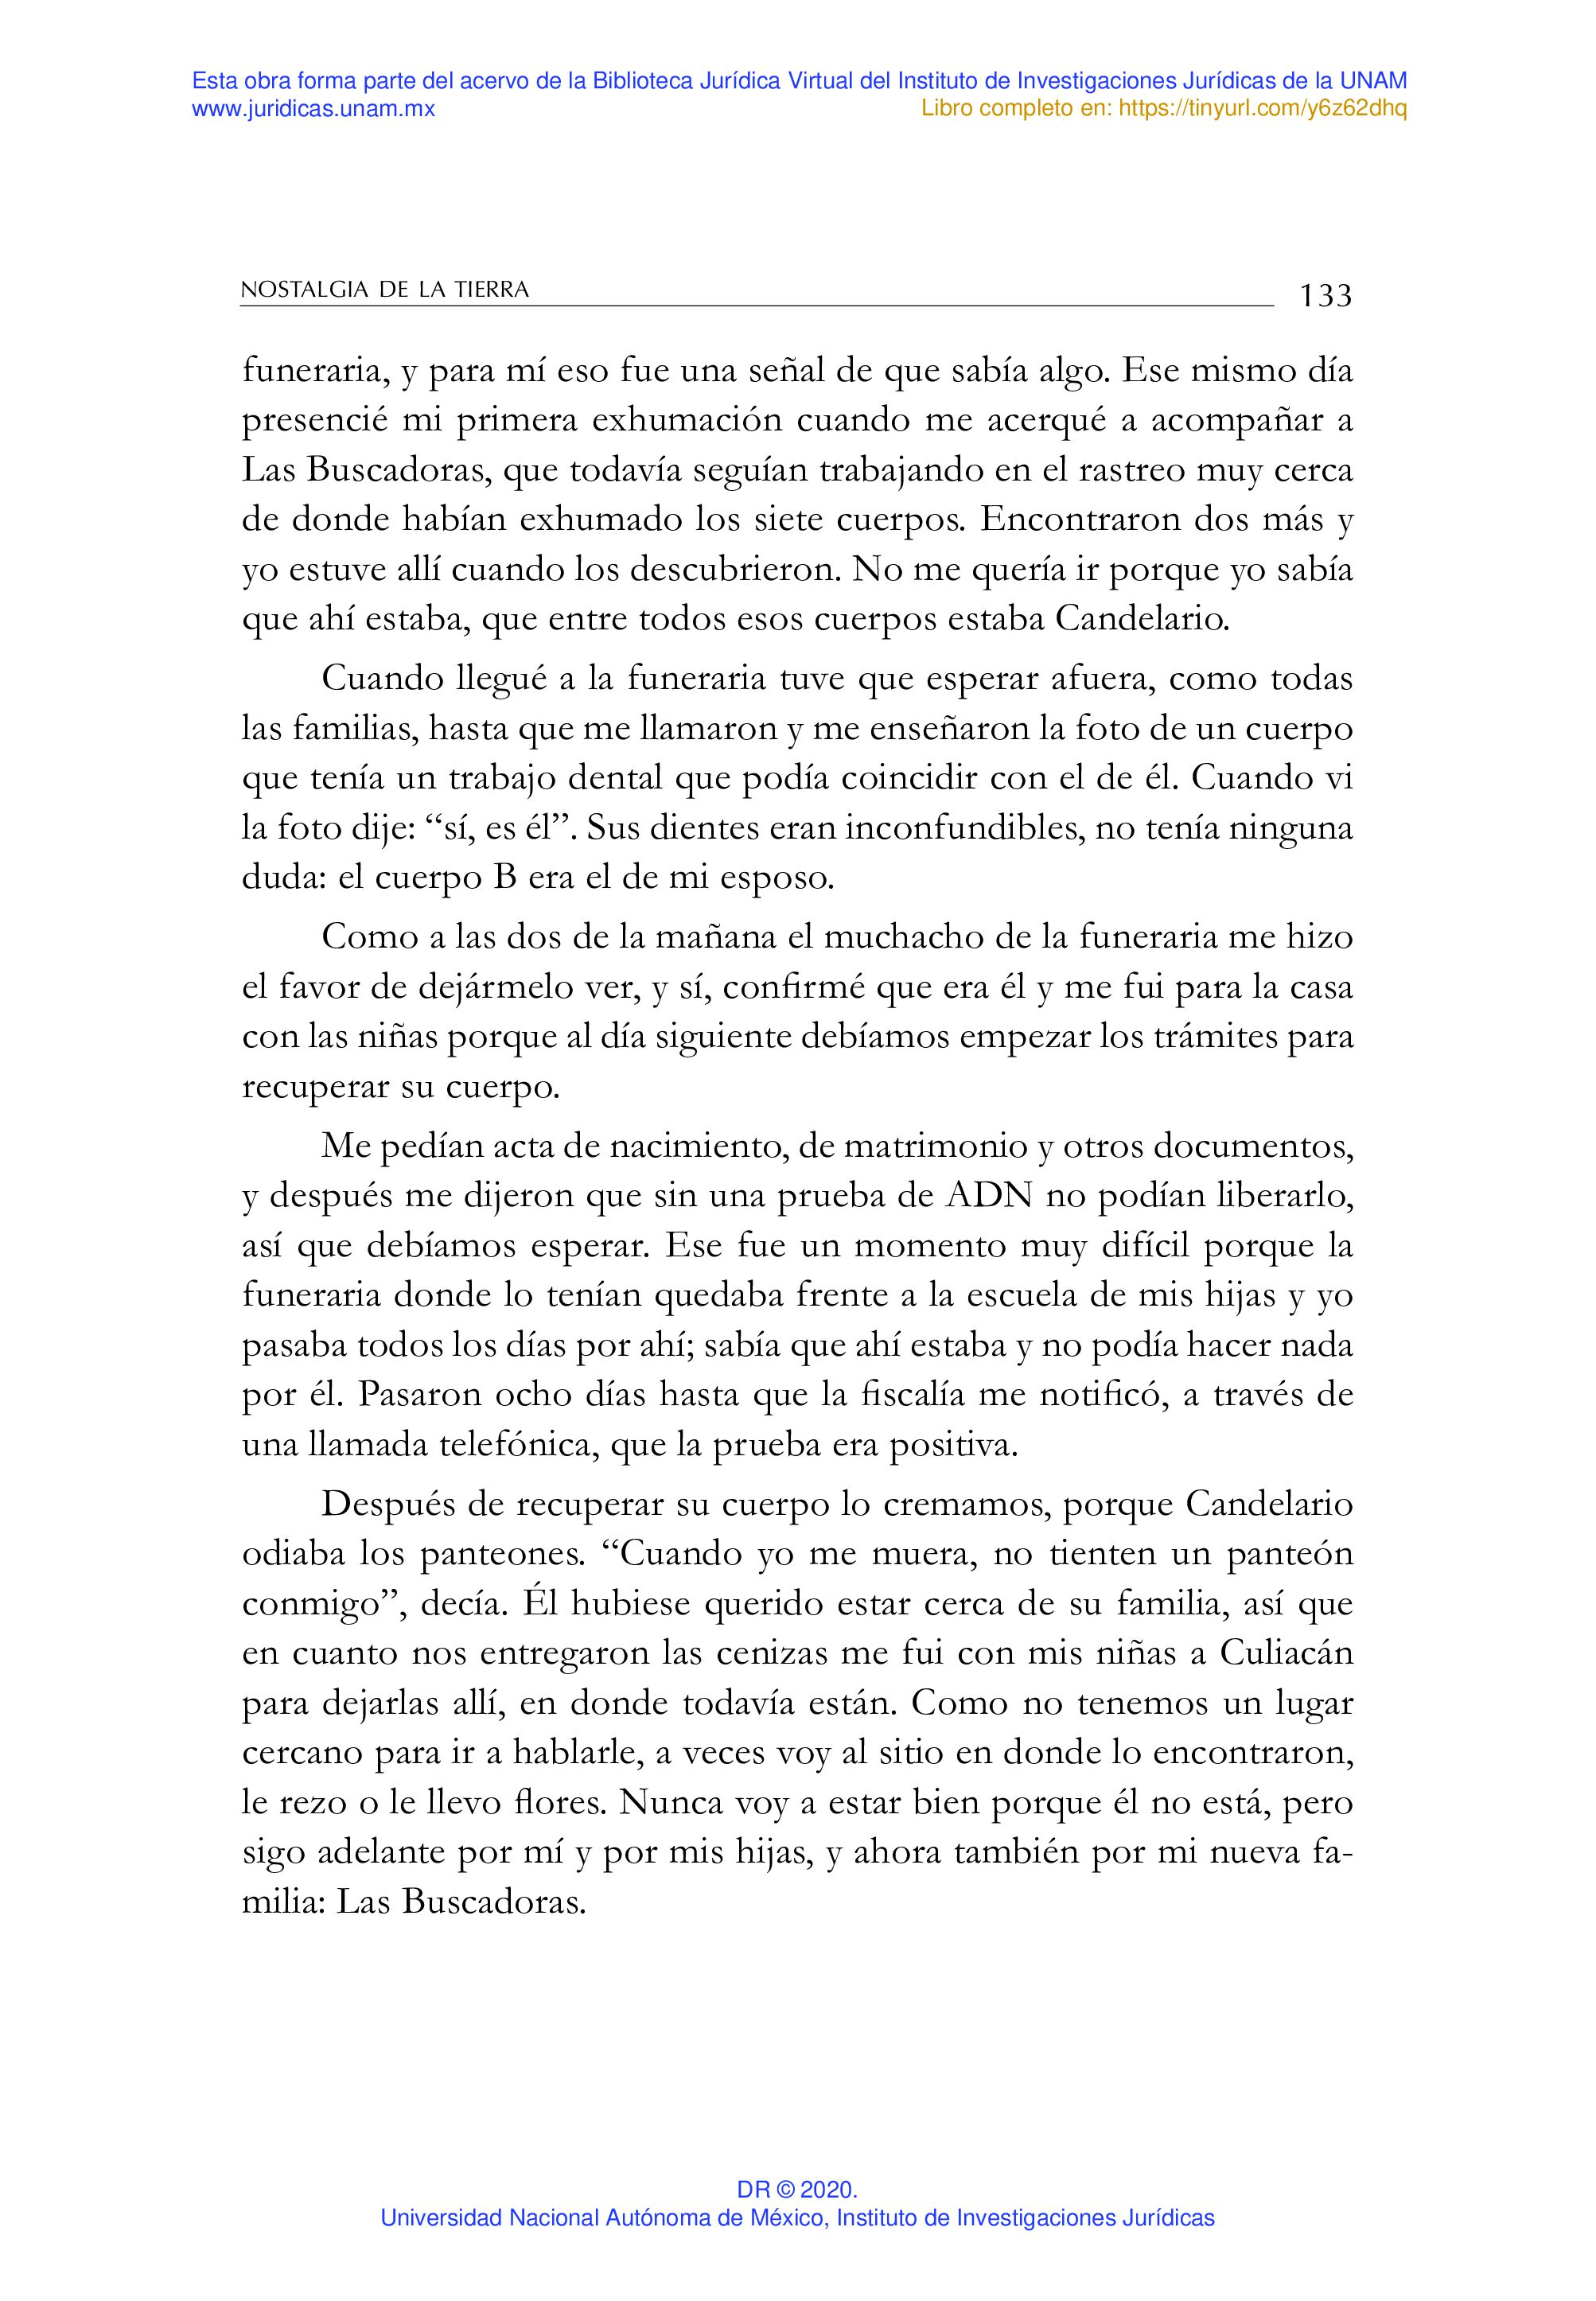 Esta obra forma parte del acervo de la Biblioteca Jurídica Virtual del Instituto de Investigaciones Jurídicas de la UNAM
www.juridicas.unam.mx
Libro completo en: https://tinyurl.com/y6z62dhq
NOSTALGIA DE LA TIERRA
133
funeraria, y para mí eso fue una señal de que sabía algo. Ese mismo día
presencié mi primera exhumación cuando me acerqué a acompañar a
Las Buscadoras, que todavía seguían trabajando en el rastreo muy cerca
de donde habían exhumado los siete cuerpos. Encontraron dos más y
yo estuve allí cuando los descubrieron. No me quería ir porque yo sabía
que ahí estaba, que entre todos esos cuerpos estaba Candelario.
Cuando llegué a la funeraria tuve que esperar afuera, como todas
las familias, hasta que me llamaron y me enseñaron la foto de un cuerpo
que tenía un trabajo dental que podía coincidir con el de él. Cuando vi
la foto dije: “sí, es él”. Sus dientes eran inconfundibles, no tenía ninguna
duda: el cuerpo B era el de mi esposo.
Como a las dos de la mañana el muchacho de la funeraria me hizo
el favor de dejármelo ver, y sí, confirmé que era él y me fui para la casa
con las niñas porque al día siguiente debíamos empezar los trámites para
recuperar su cuerpo.
Me pedían acta de nacimiento, de matrimonio y otros documentos,
y después me dijeron que sin una prueba de ADN no podían liberarlo,
así que debíamos esperar. Ese fue un momento muy difícil porque la
funeraria donde lo tenían quedaba frente a la escuela de mis hijas y yo
pasaba todos los días por ahí; sabía que ahí estaba y no podía hacer nada
por él. Pasaron ocho días hasta que la fiscalía me notificó, a través de
una llamada telefónica, que la prueba era positiva.
Después de recuperar su cuerpo lo cremamos, porque Candelario
odiaba los panteones. “Cuando yo me muera, no tienten un panteón
conmigo”, decía. Él hubiese querido estar cerca de su familia, así que
en cuanto nos entregaron las cenizas me fui con mis niñas a Culiacán
para dejarlas allí, en donde todavía están. Como no tenemos un lugar
cercano para ir a hablarle, a veces voy al sitio en donde lo encontraron,
le rezo o le llevo flores. Nunca voy a estar bien porque él no está, pero
sigo adelante por mí y por mis hijas, y ahora también por mi nueva fa-
milia: Las Buscadoras.
DR © 2020.
Universidad Nacional Autónoma de México, Instituto de Investigaciones Jurídicas